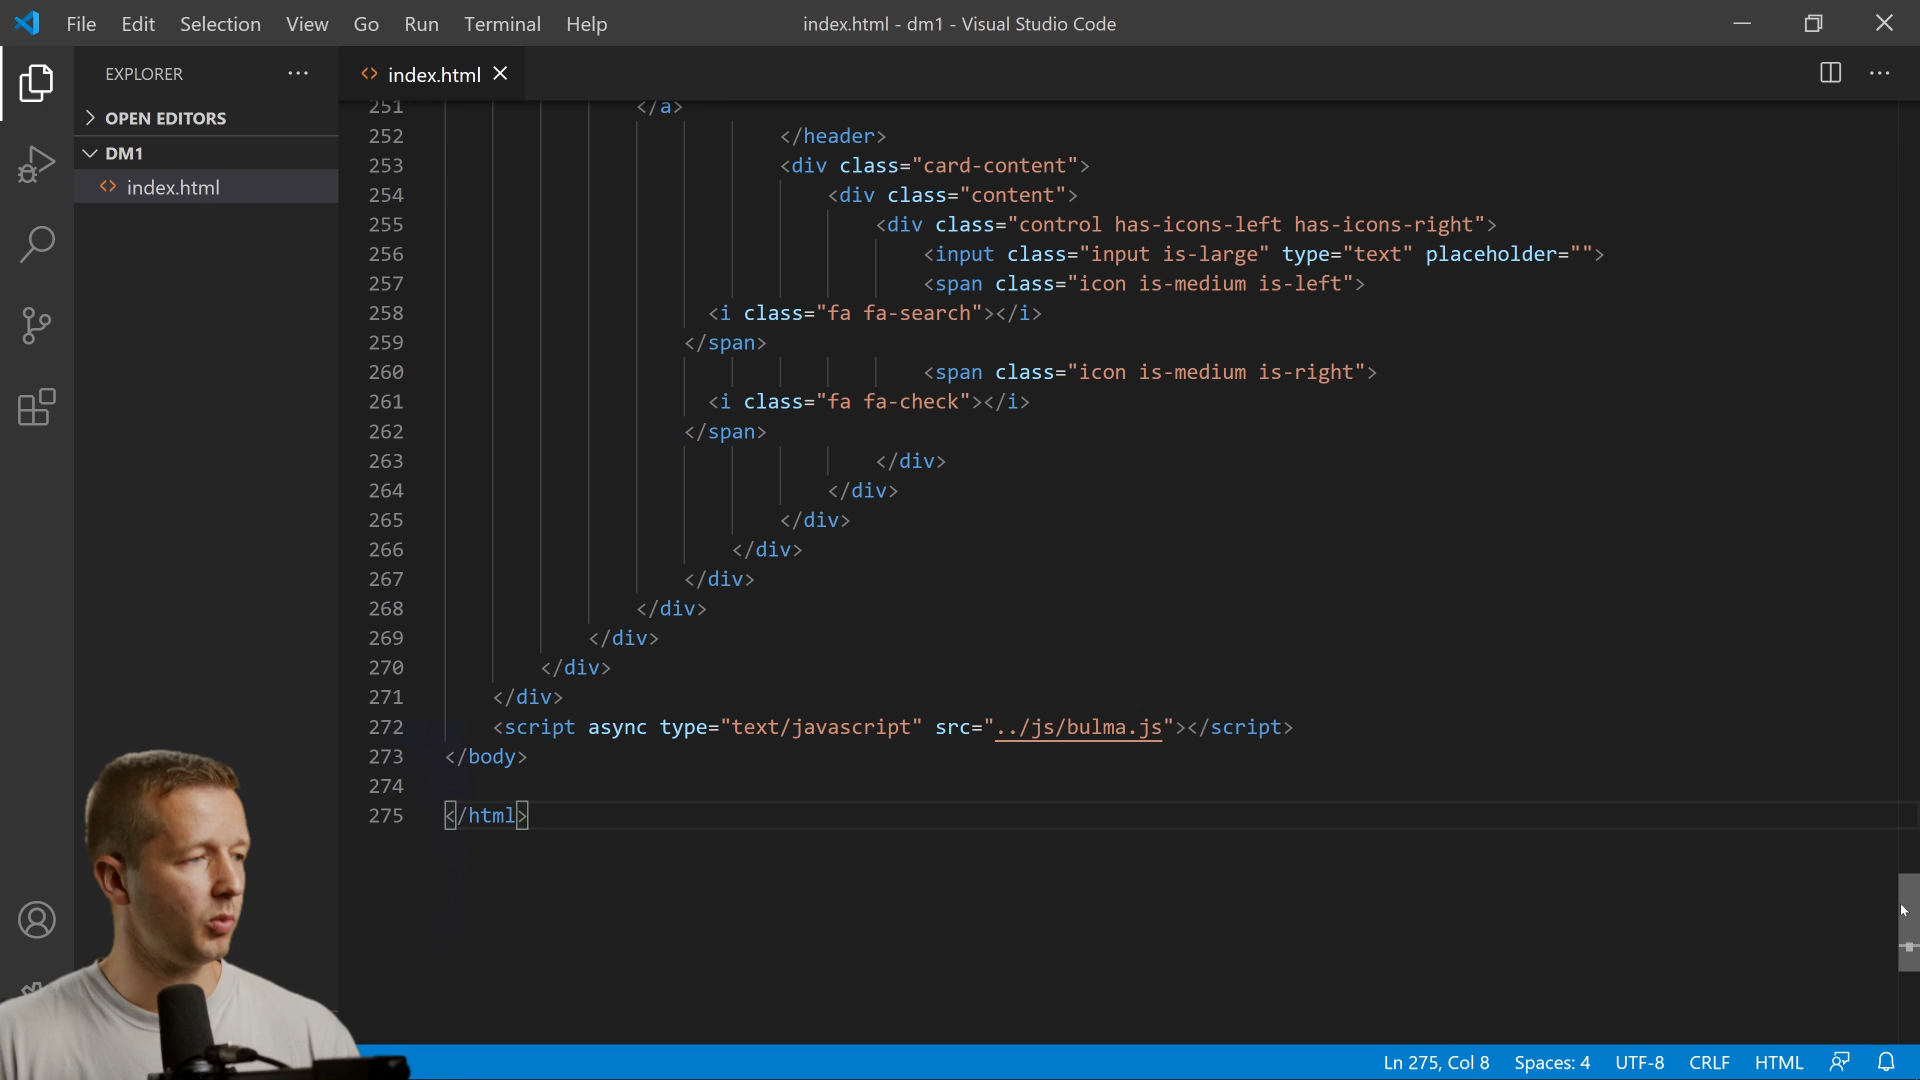 File Edit Selection View Go Run Terminal Help
index.html - dm1 - Visual Studio Code
EXPLORER
OPEN EDITORS
DM1
index.html
index.html
251 </a>
252 </header>
253 <div class="card-content">
254 <div class="content">
255 <div class="control has-icons-left has-icons-right">
256 <input class="input is-large" type="text" placeholder="">
257 <span class="icon is-medium is-left">
258 <i class="fa fa-search"></i>
259 </span>
260 <span class="icon is-medium is-right">
261 <i class="fa fa-check"></i>
262 </span>
263 </div>
264 </div>
265 </div>
266 </div>
267 </div>
268 </div>
269 </div>
270 </div>
271 </div>
272 <script async type="text/javascript" src="../js/bulma.js"></script>
273 </body>
274
275 </html>
Ln 275, Col 8 Spaces: 4 UTF-8 CRLF HTML